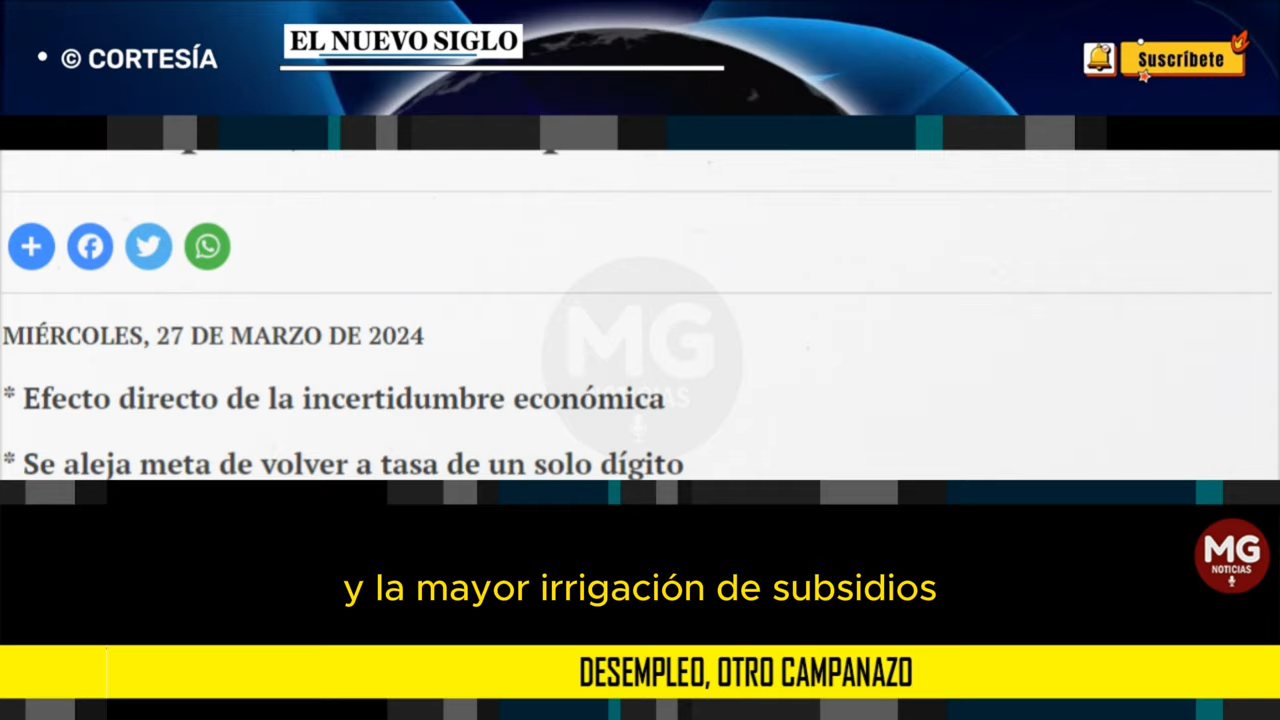 • © CORTESÍA
EL NUEVO SIGLO
Suscríbete
MIÉRCOLES, 27 DE MARZO DE 2024
* Efecto directo de la incertidumbre económica
* Se aleja meta de volver a tasa de un solo dígito
MG
NOTICIAS
y la mayor irrigación de subsidios
MG
NOTICIAS
DESEMPLEO, OTRO CAMPANAZO